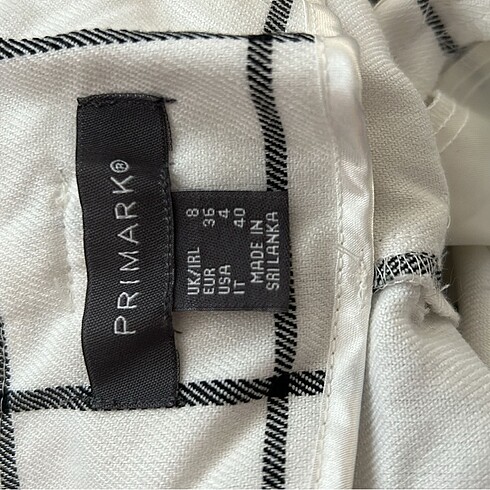 PRIMARK®
UK/IRL 8
EUR 36
USA 4
IT 40
MADE IN
SRI LANKA